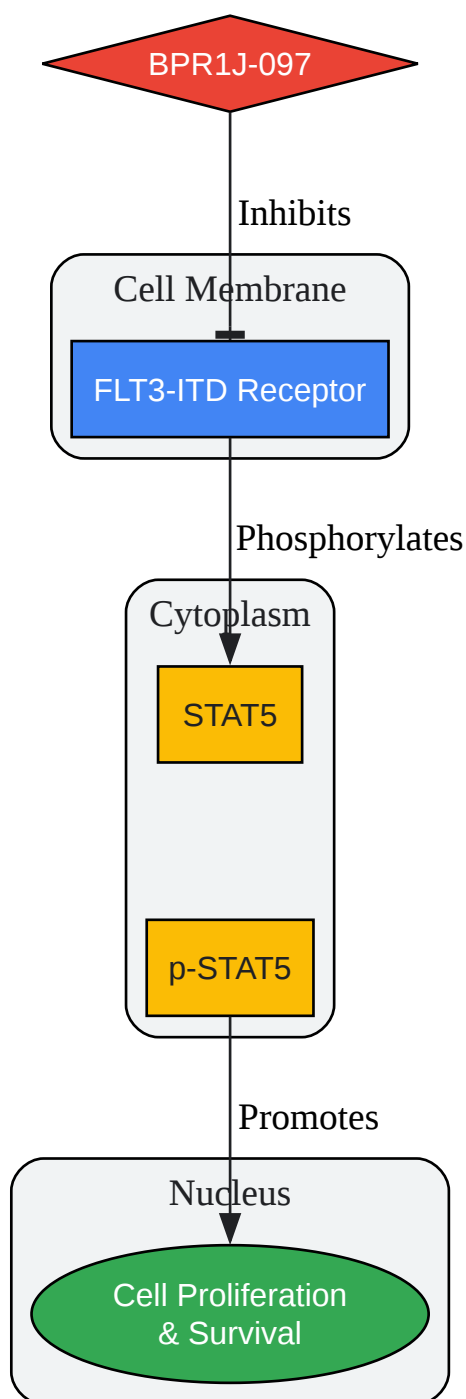 BPR1J-097
Inhibits
Cell Membrane
FLT3-ITD Receptor
Phosphorylates
Cytoplasm
STAT5
p-STAT5
Promotes
Nucleus
Cell Proliferation
& Survival